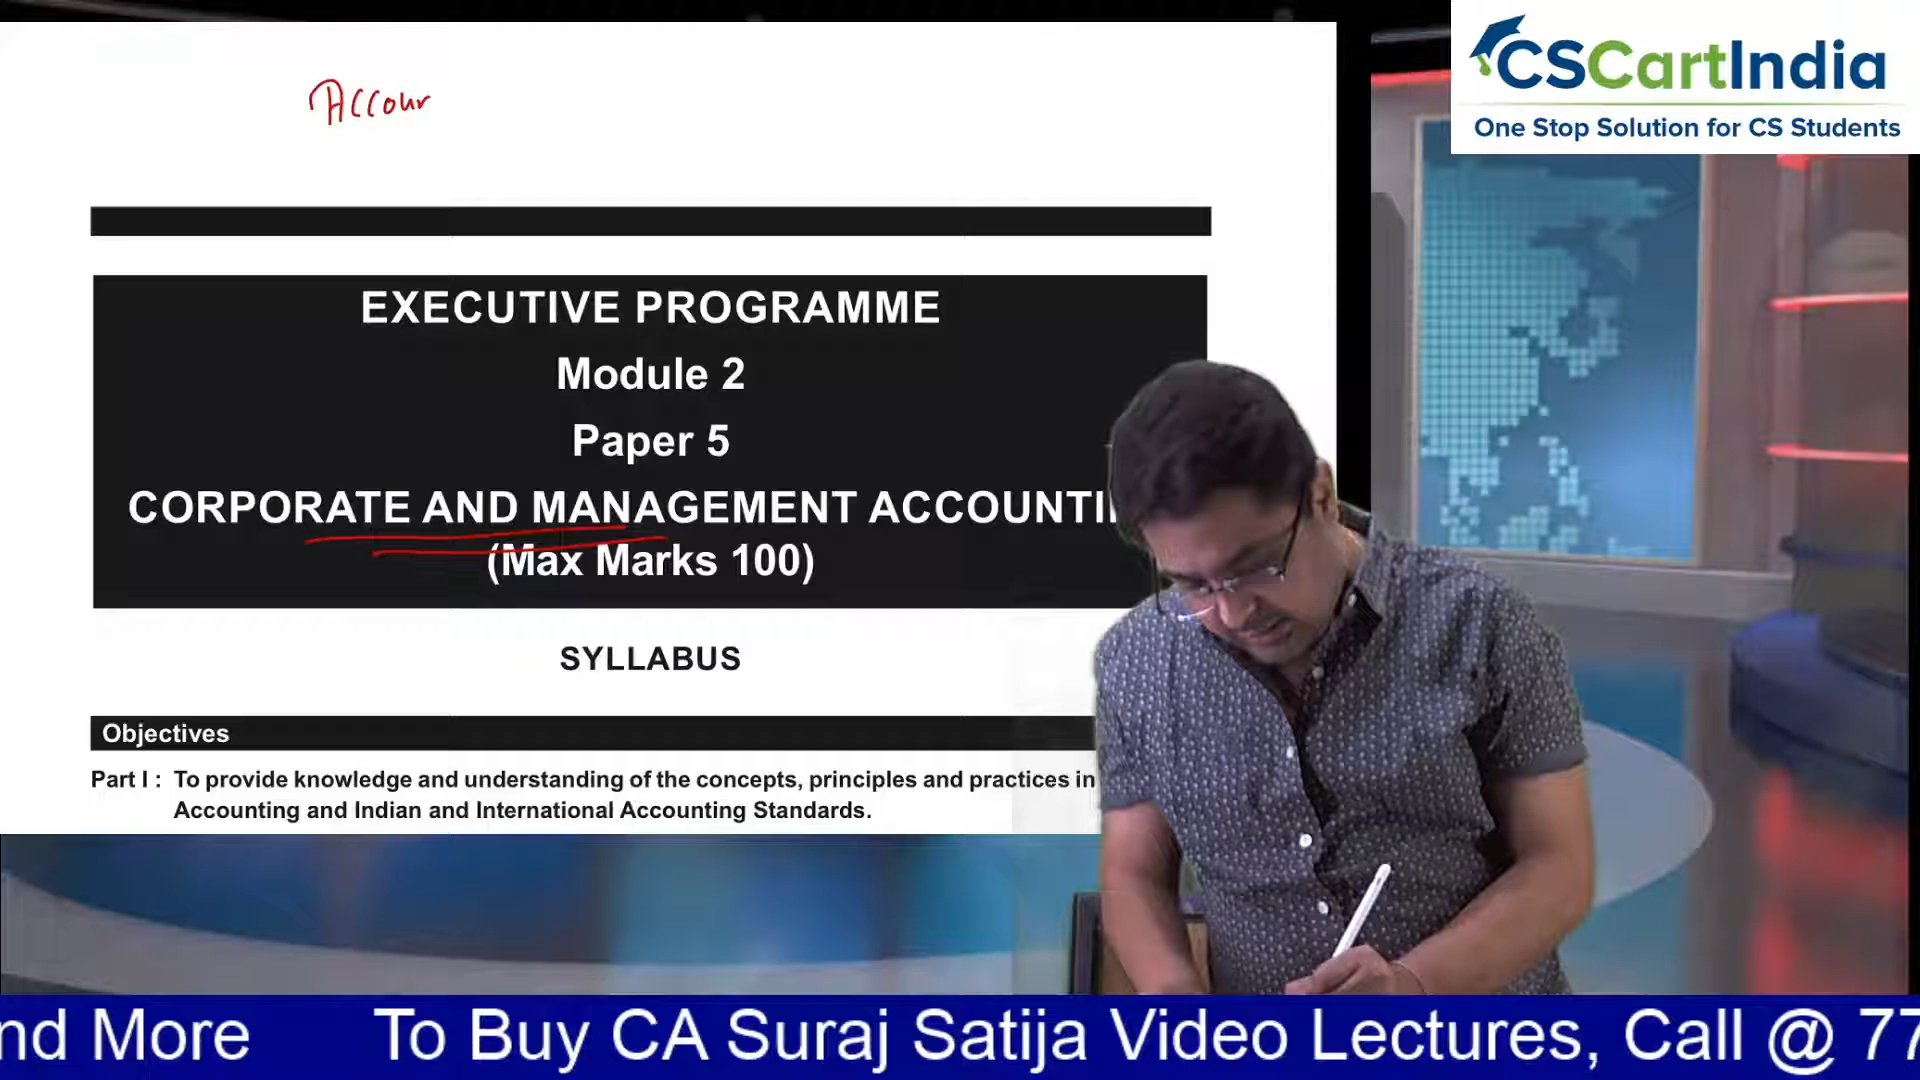 Accour
CSCartIndia
One Stop Solution for CS Students
EXECUTIVE PROGRAMME
Module 2
Paper 5
CORPORATE AND MANAGEMENT ACCOUNTI
(Max Marks 100)
SYLLABUS
Objectives
Part I : To provide knowledge and understanding of the concepts, principles and practices in
Accounting and Indian and International Accounting Standards.
nd More To Buy CA Suraj Satija Video Lectures, Call @ 77